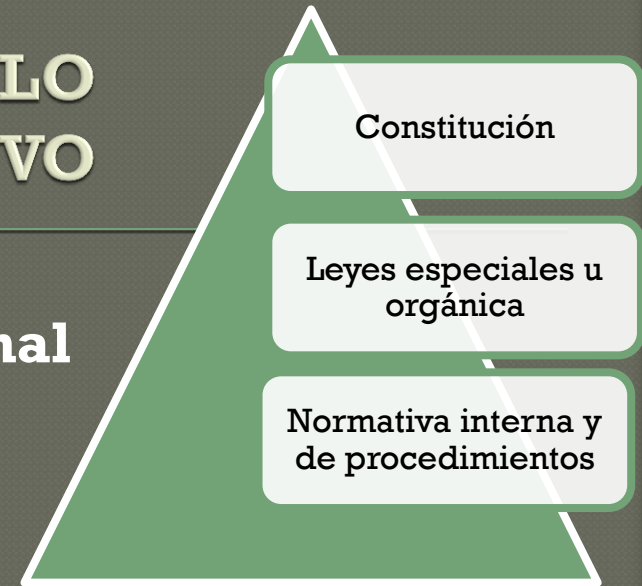 LO
VO
nal
Constitución
Leyes especiales u
orgánica
Normativa interna y
de procedimientos